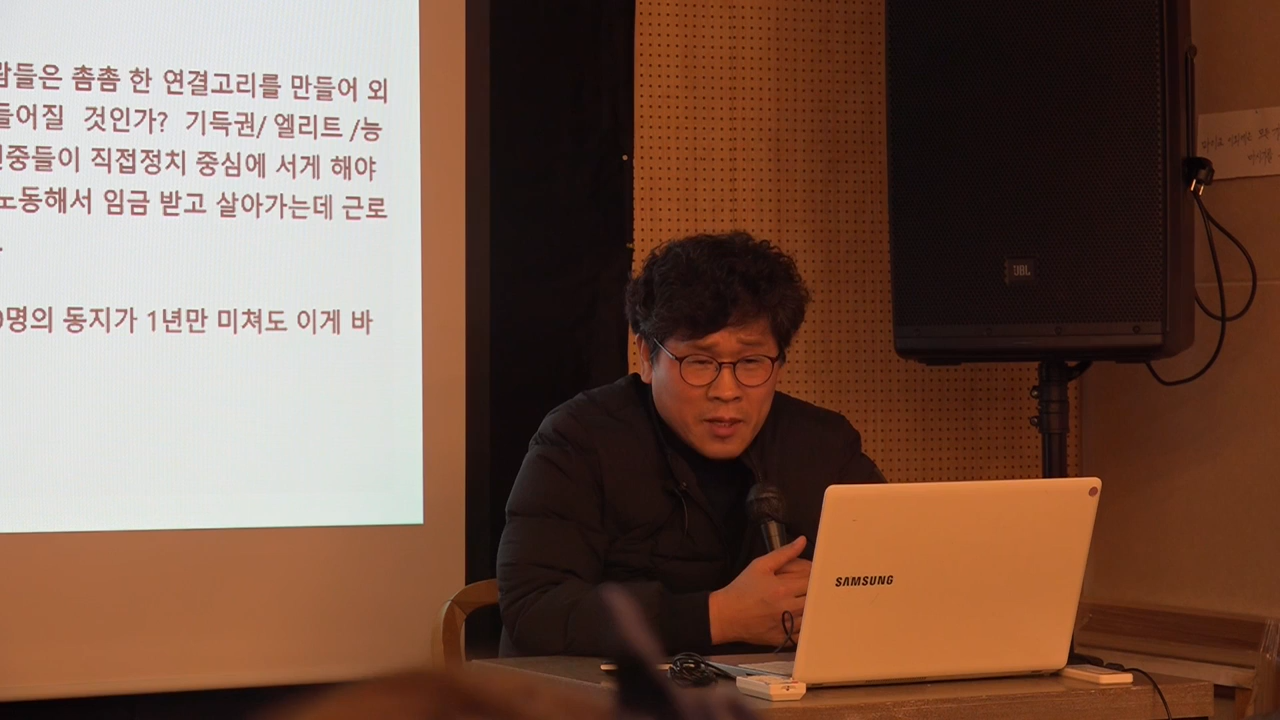 람들은 촘촘 한 연결고리를 만들어 외
들어질 것인가? 기득권/ 엘리트 /능
민중들이 직접정치 중심에 서게 해야
노동해서 임금 받고 살아가는데 근로
0명의 동지가 1년만 미쳐도 이게 바
JBL
SAMSUNG